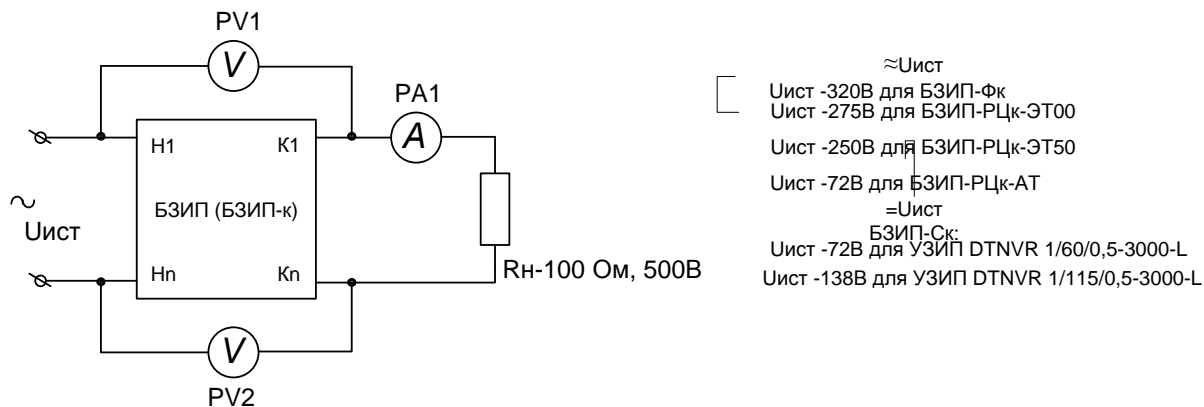 PV1
V
PA1
A
H1
К1
БЗИП (БЗИП-к)
~
Uист
Нn
Кn
Rн-100 Ом, 500В
V
PV2
≈Uист
Uист -320В для БЗИП-Фк
Uист -275В для БЗИП-РЦк-ЭТ00
Uист -250В для БЗИП-РЦк-ЭТ50
Uист -72В для БЗИП-РЦк-АТ
=Uист
БЗИП-Ск:
Uист -72В для УЗИП DTNVR 1/60/0,5-3000-L
Uист -138В для УЗИП DTNVR 1/115/0,5-3000-L